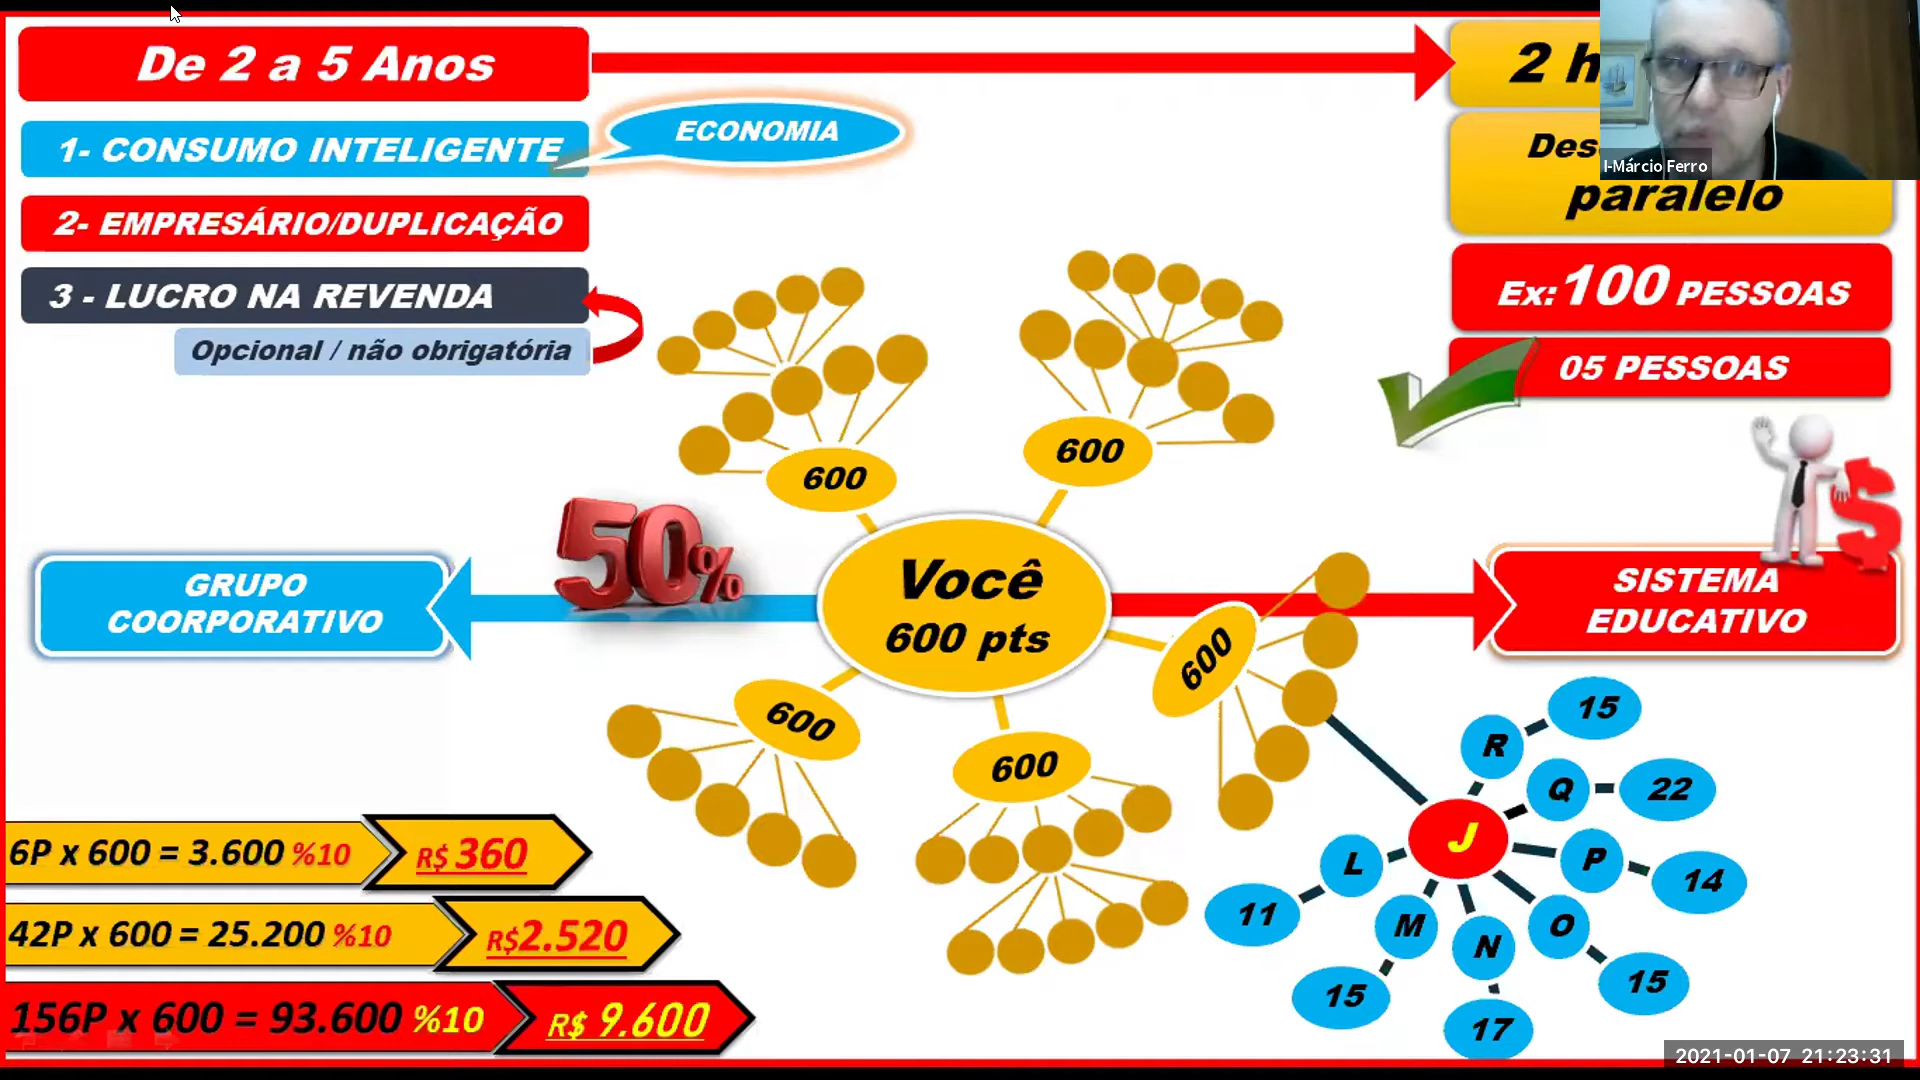 De 2 a 5 Anos
1- CONSUMO INTELIGENTE
ECONOMIA
2- EMPRESÁRIO/DUPLICAÇÃO
3 - LUCRO NA REVENDA
Opcional / não obrigatória
2
paralelo
I-Márcio Ferro
Ex:100 PESSOAS
05 PESSOAS
600
600
50%
Você
600 pts
GRUPO
COORPORATIVO
SISTEMA
EDUCATIVO
600
600
600
6P x 600 = 3.600 %10
R$ 360
42P x 600 = 25.200 %10
R$2.520
156P x 600 = 93.600 %10
R$ 9.600
J
R
15
Q
22
P
14
O
15
N
17
M
15
L
11
2021-01-07 21:23:31